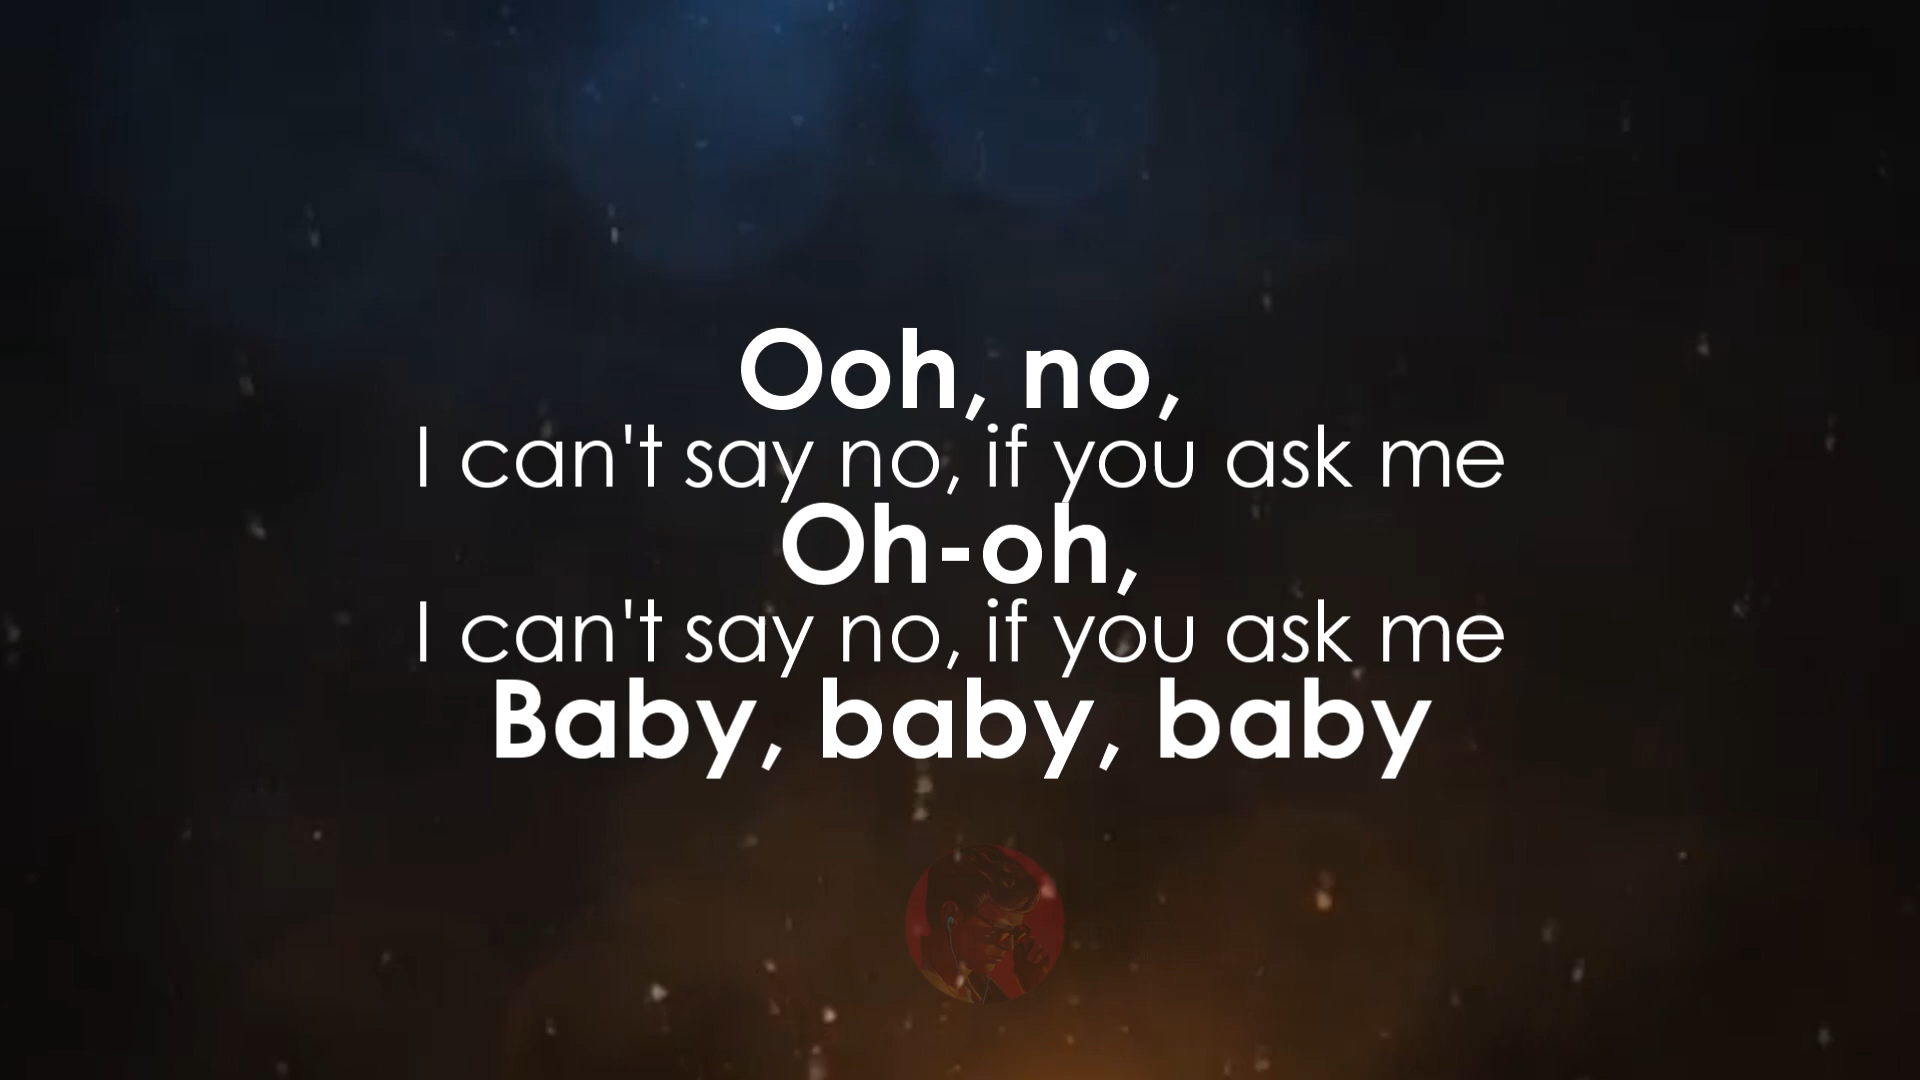 Ooh, no,
I can't say no, if you ask me
Oh-oh,
I can't say no, if you ask me
Baby, baby, baby